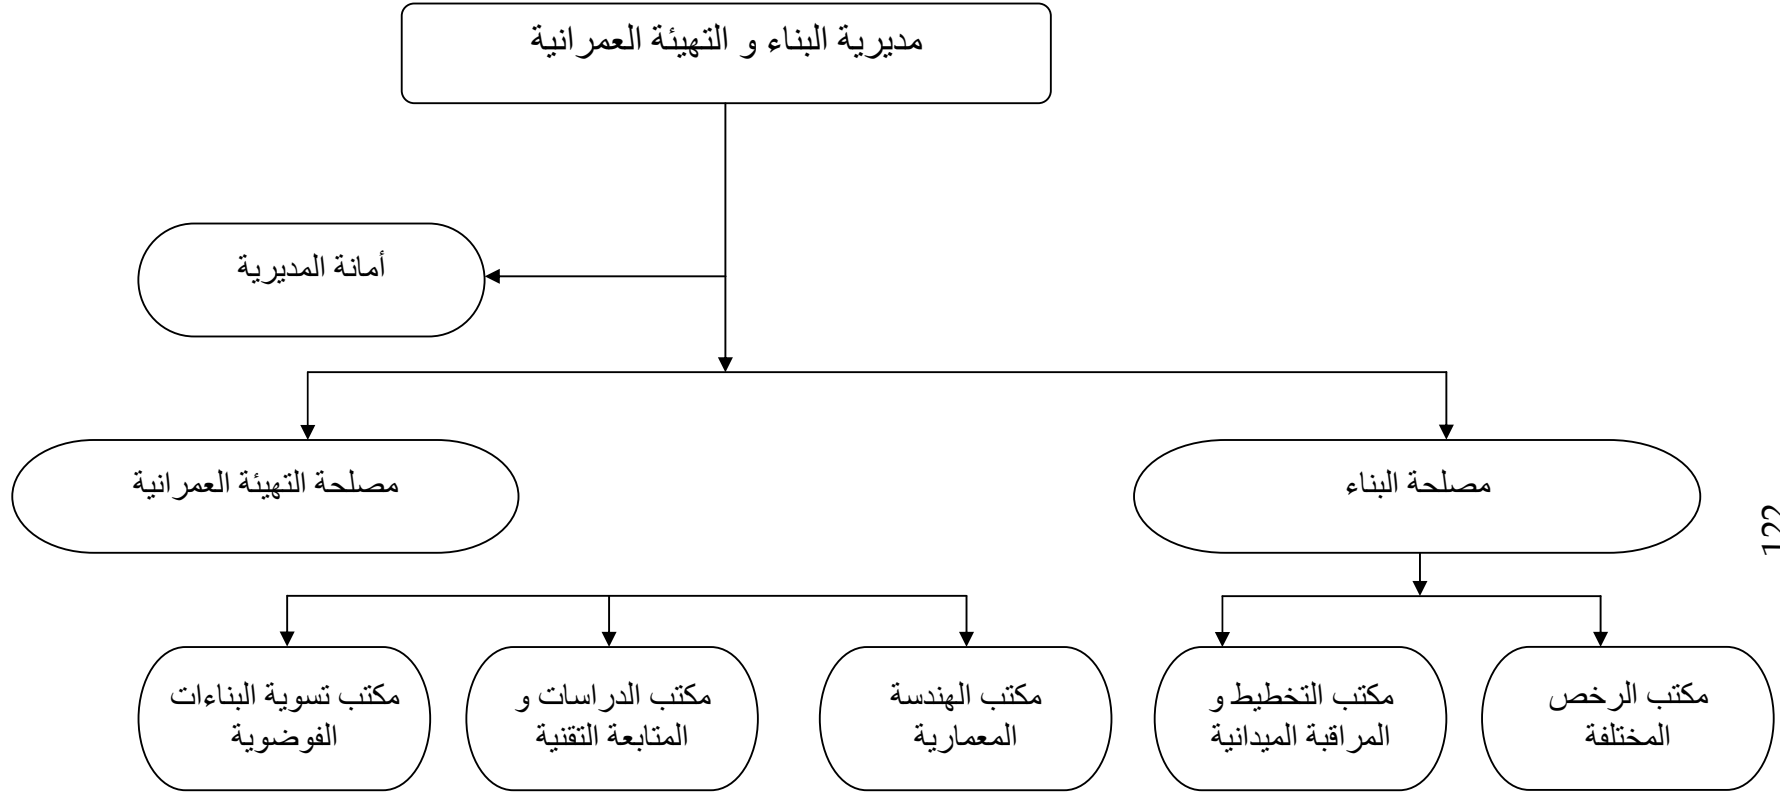 مديرية البناء و التهيئة العمرانية
أمانة المديرية
مصلحة البناء
مصلحة التهيئة العمرانية
مكتب الرخص
المختلفة
مكتب التخطيط و
المراقبة الميدانية
مكتب الهندسة
المعمارية
مكتب الدراسات و
المتابعة التقنية
مكتب تسوية البناءات
الفوضوية
122